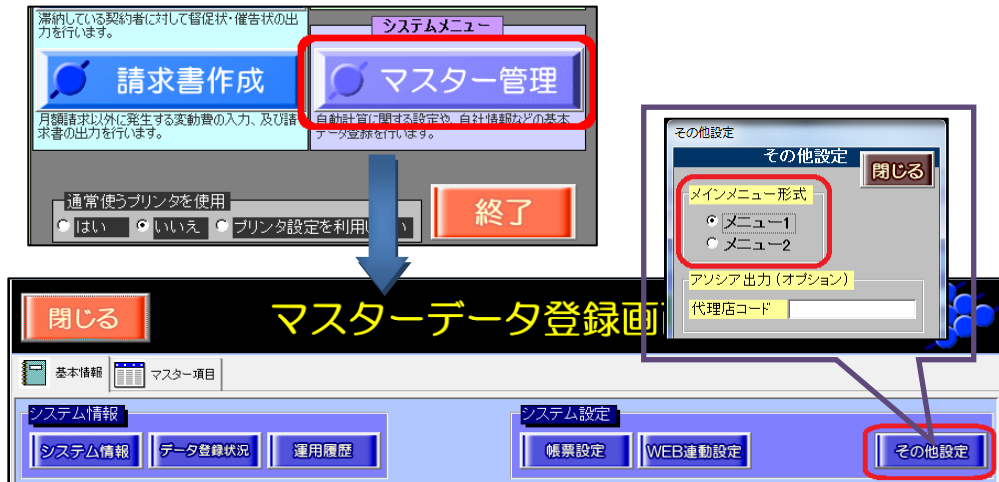 滞納している契約者に対して督促状・催告状の出
力を行います。
システムメニュー
請求書作成
マスター管理
月額請求以外に発生する変動費の入力、及び請
求書の出力を行います。
自動計算に関する設定や、自社情報などの基本
データ登録を行います。
通常使うプリンタを使用
はい
いいえ
プリンタ設定を利用
い
終了
その他設定
その他設定
閉じる
メインメニュー形式
メニュー1
メニュー2
アソシア出力(オプション)
代理店コード
閉じる
マスターデータ登録画
基本情報
マスター項目
システム情報
システム情報
データ登録状況
運用履歴
システム設定
帳票設定
WEB連動設定
その他設定